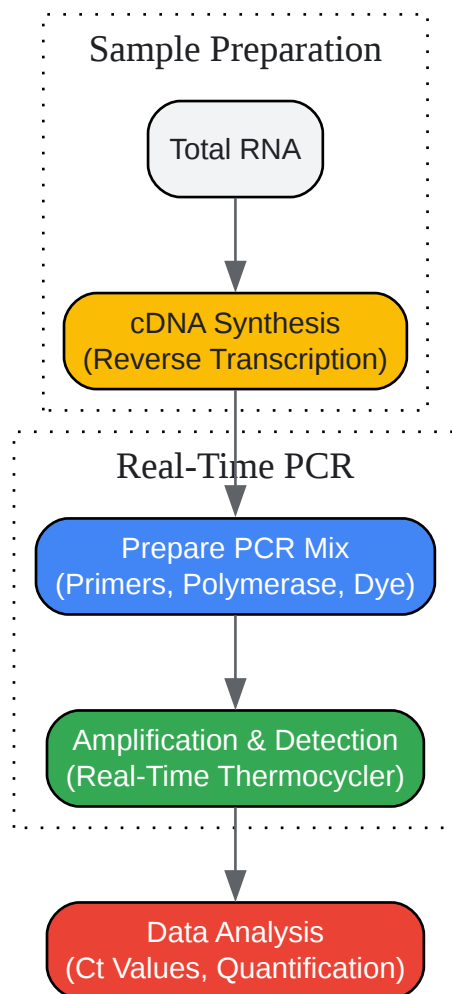 Sample Preparation
Total RNA
cDNA Synthesis
(Reverse Transcription)
Real-Time PCR
Prepare PCR Mix
(Primers, Polymerase, Dye)
Amplification & Detection
(Real-Time Thermocycler)
Data Analysis
(Ct Values, Quantification)